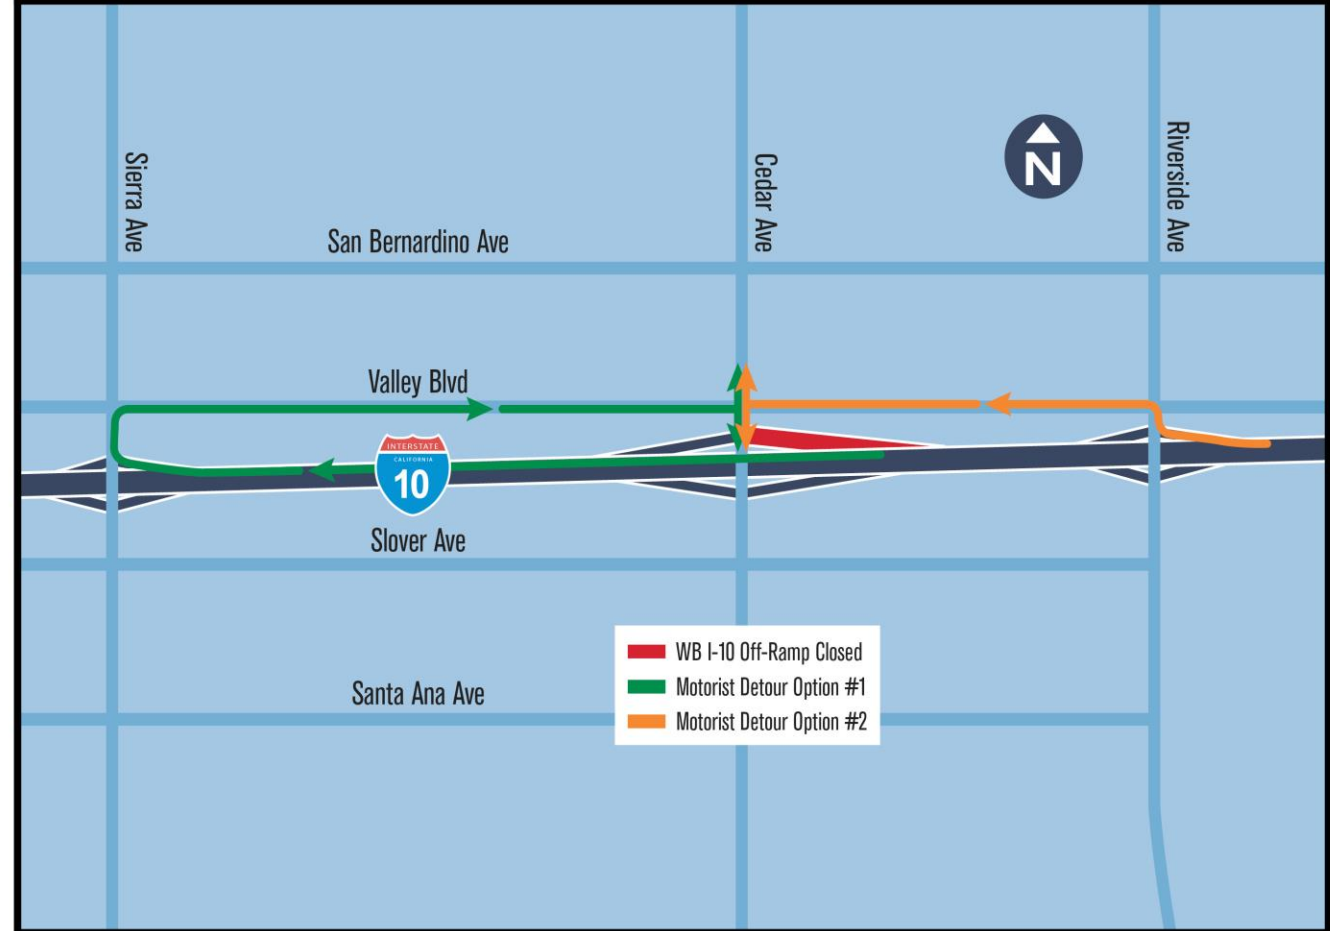 Sierra Ave
Cedar Ave
N
Riverside Ave
San Bernardino Ave
Valley Blvd
INTERSTATE
CALIFORNIA
10
Slover Ave
WB I-10 Off-Ramp Closed
Motorist Detour Option #1
Motorist Detour Option #2
Santa Ana Ave